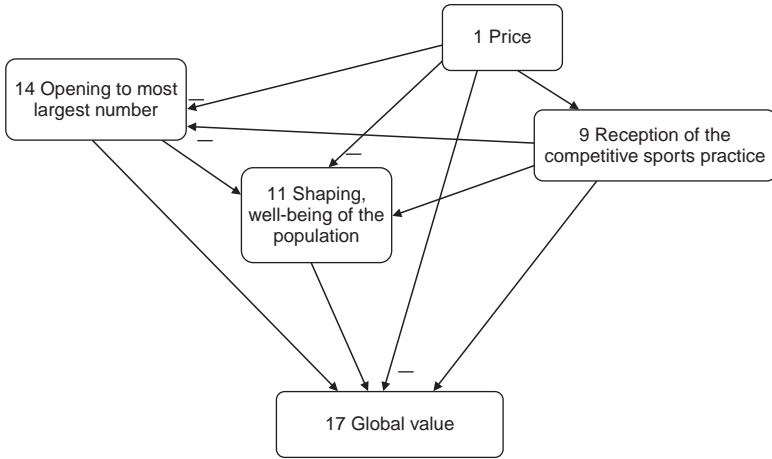 1 Price
14 Opening to most
largest number
9 Reception of the
competitive sports practice
11 Shaping,
well-being of the
population
17 Global value